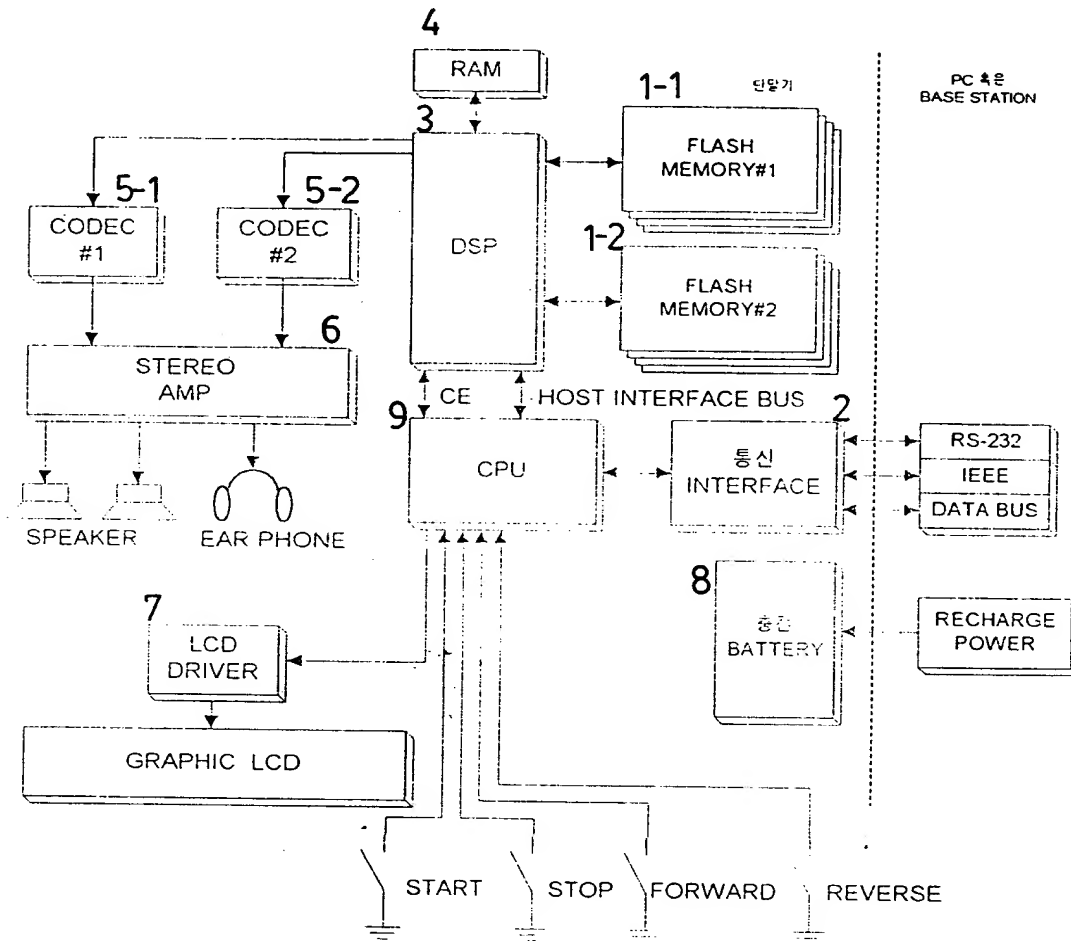 4
RAM
3
1-1
단말기
PC 혹은
BASE STATION
FLASH
MEMORY#1
5-1
5-2
CODEC
#1
CODEC
#2
DSP
1-2
FLASH
MEMORY#2
6
STEREO
AMP
CE
HOST INTERFACE BUS
9
2
CPU
통신
INTERFACE
RS-232
IEEE
DATA BUS
SPEAKER
EAR PHONE
8
충전
BATTERY
RECHARGE
POWER
7
LCD
DRIVER
GRAPHIC LCD
START
STOP
FORWARD
REVERSE